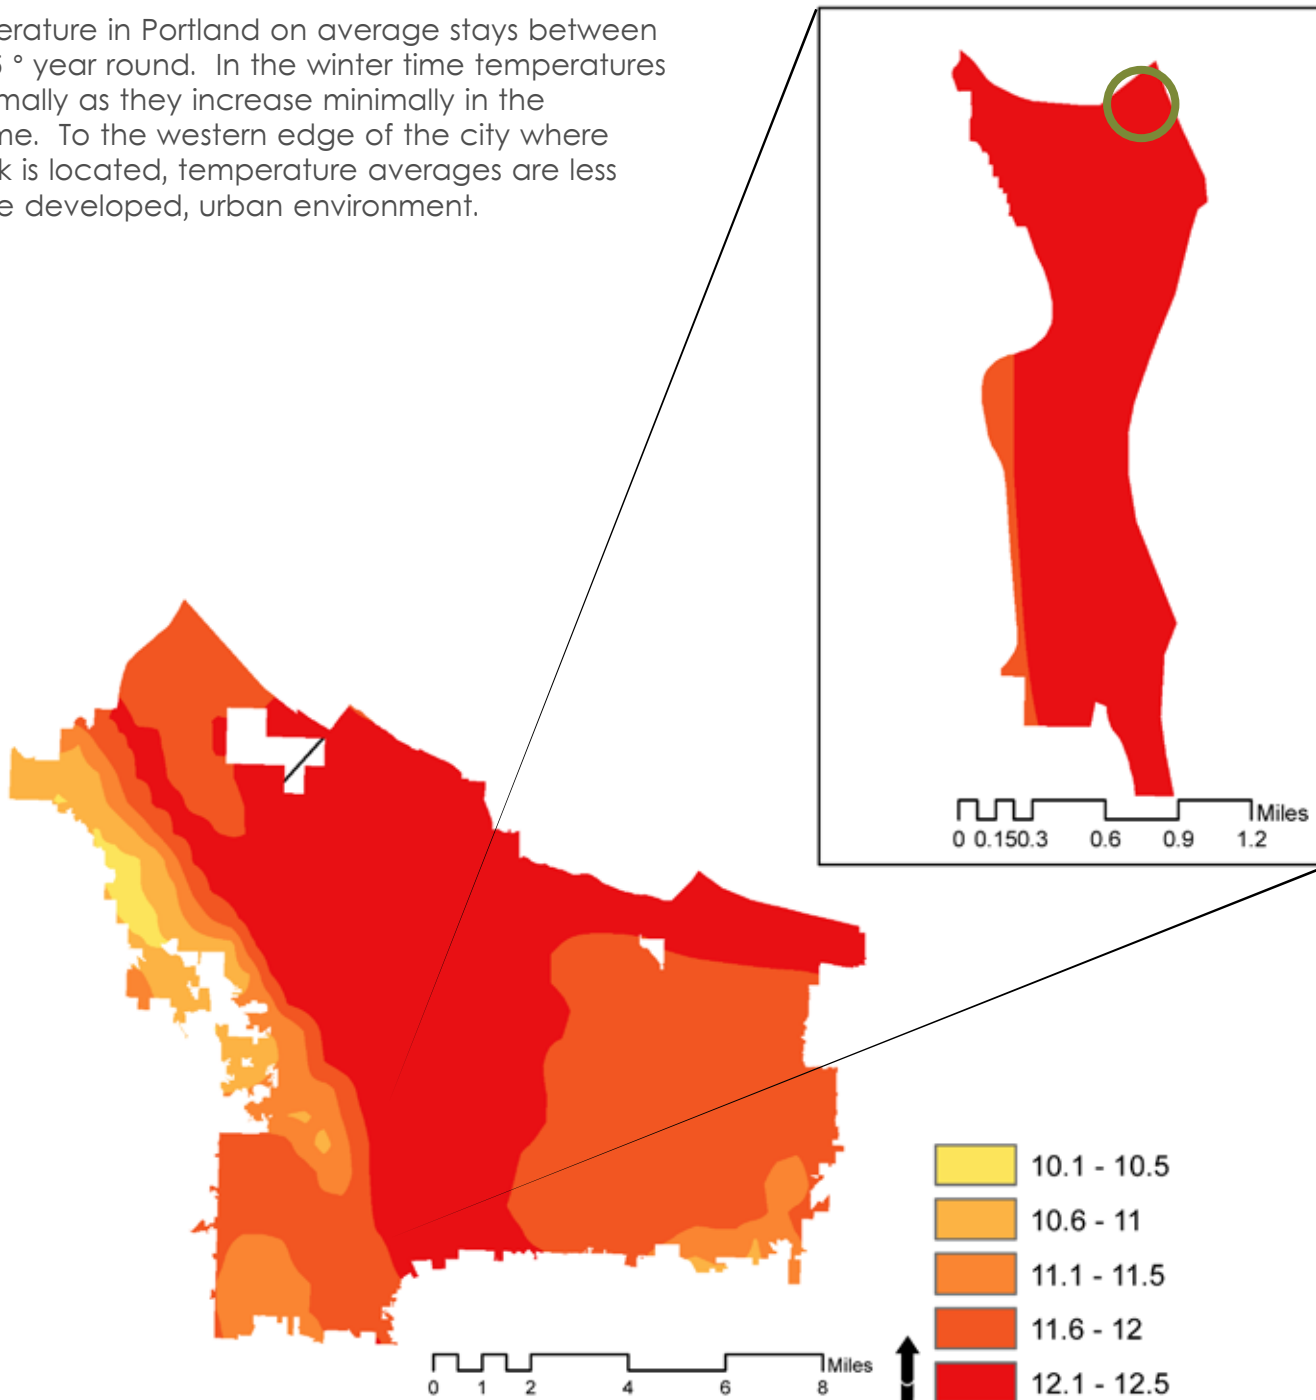 erature in Portland on average stays between
° year round. In the winter time temperatures
mally as they increase minimally in the
me. To the western edge of the city where
k is located, temperature averages are less
e developed, urban environment.
Miles
0 0.150.3 0.6 0.9 1.2
10.1 - 10.5
10.6 - 11
11.1 - 11.5
11.6 - 12
12.1 - 12.5
Miles
0 1 2 4 6 8